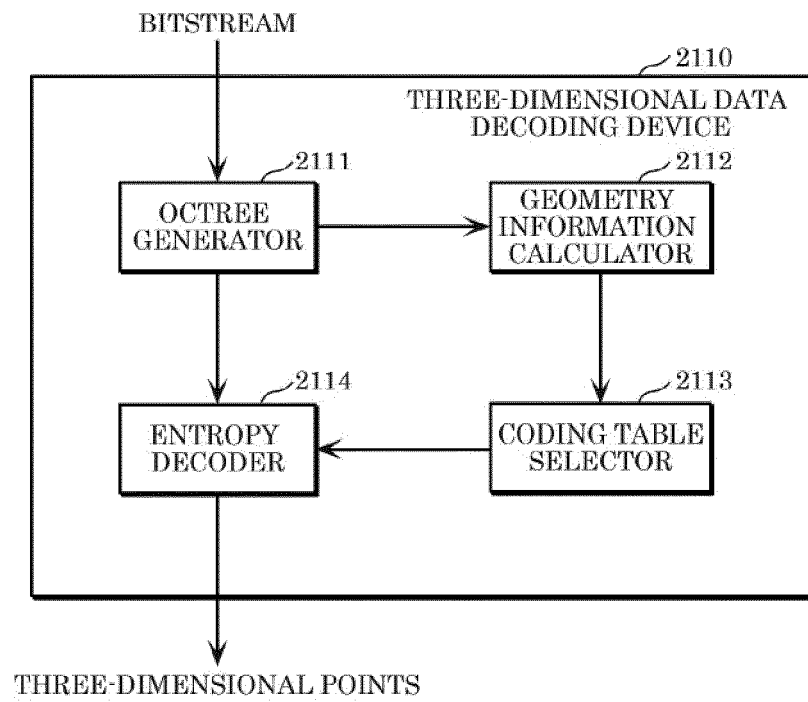 BITSTREAM
2110
THREE-DIMENSIONAL DATA
DECODING DEVICE
2111
OCTREE
GENERATOR
2112
GEOMETRY
INFORMATION
CALCULATOR
2114
ENTROPY
DECODER
2113
CODING TABLE
SELECTOR
THREE-DIMENSIONAL POINTS